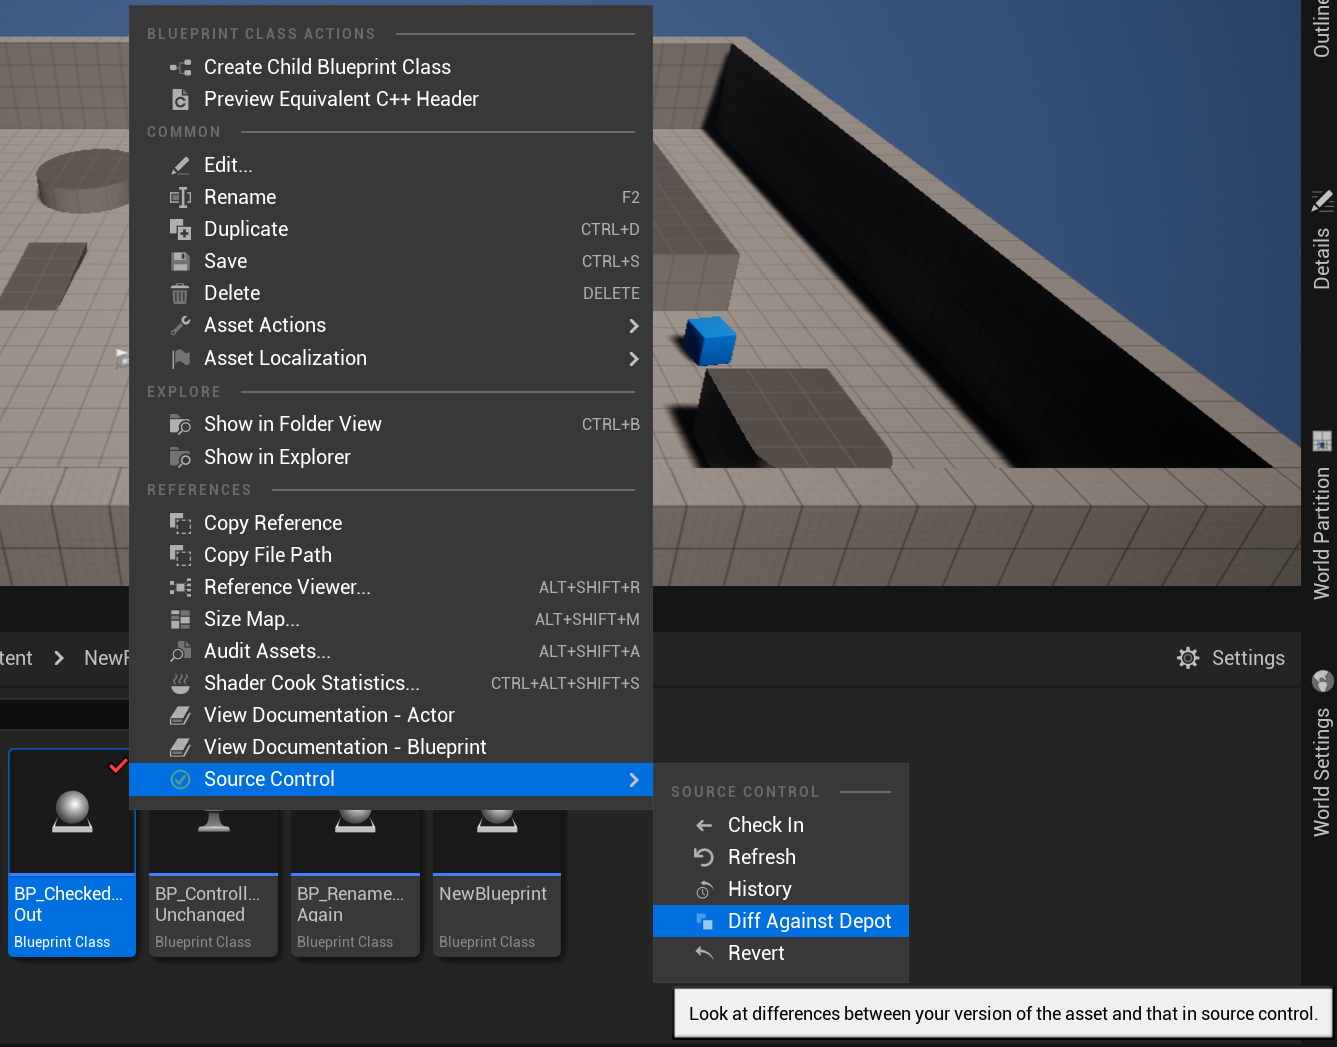 BLUEPRINT CLASS ACTIONS
Create Child Blueprint Class
Preview Equivalent C++ Header
COMMON
Edit...
Rename F2
Duplicate CTRL+D
Save CTRL+S
Delete DELETE
Asset Actions
Asset Localization
EXPLORE
Show in Folder View CTRL+B
Show in Explorer
REFERENCES
Copy Reference
Copy File Path
Reference Viewer... ALT+SHIFT+R
Size Map... ALT+SHIFT+M
Audit Assets... ALT+SHIFT+A
Shader Cook Statistics... CTRL+ALT+SHIFT+S
View Documentation - Actor
View Documentation - Blueprint
Source Control
SOURCE CONTROL
Check In
Refresh
History
Diff Against Depot
Revert
Look at differences between your version of the asset and that in source control.
Details
World Partition
World Settings
Settings
BP_Checked...
Out
Blueprint Class
BP_Controll...
Unchanged
Blueprint Class
BP_Rename...
Again
Blueprint Class
NewBlueprint
Blueprint Class